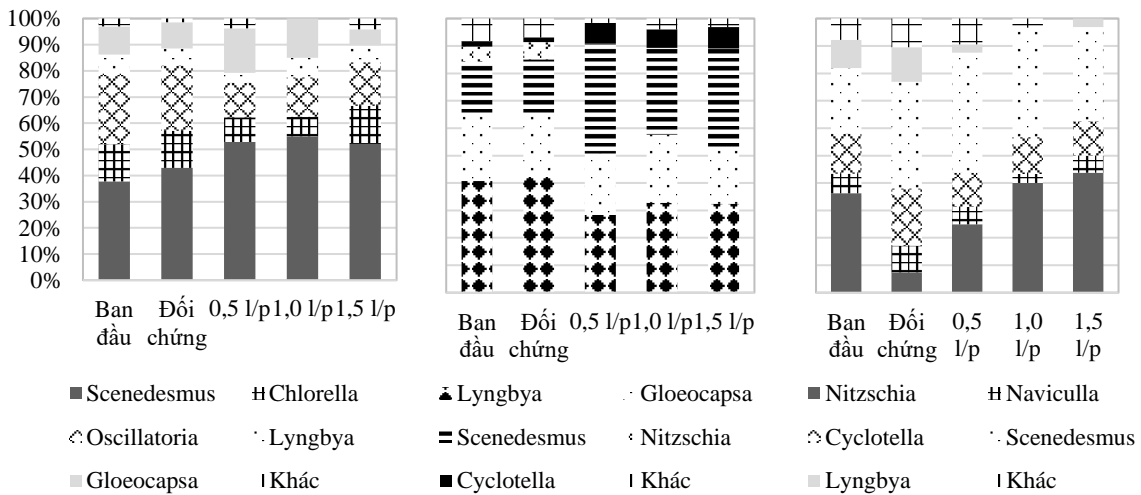 100%
90%
80%
70%
60%
50%
40%
30%
20%
10%
0%
Ban đầu
Đối chứng
0,5 l/p
1,0 l/p
1,5 l/p
Scenedesmus
Chlorella
Oscillatoria
Lyngbya
Gloeocapsa
Khác
Ban đầu
Đối chứng
0,5 l/p
1,0 l/p
1,5 l/p
Lyngbya
Gloeocapsa
Scenedesmus
Nitzschia
Cyclotella
Khác
Ban đầu
Đối chứng
0,5 l/p
1,0 l/p
1,5 l/p
Nitzschia
Naviculla
Cyclotella
Scenedesmus
Lyngbya
Khác